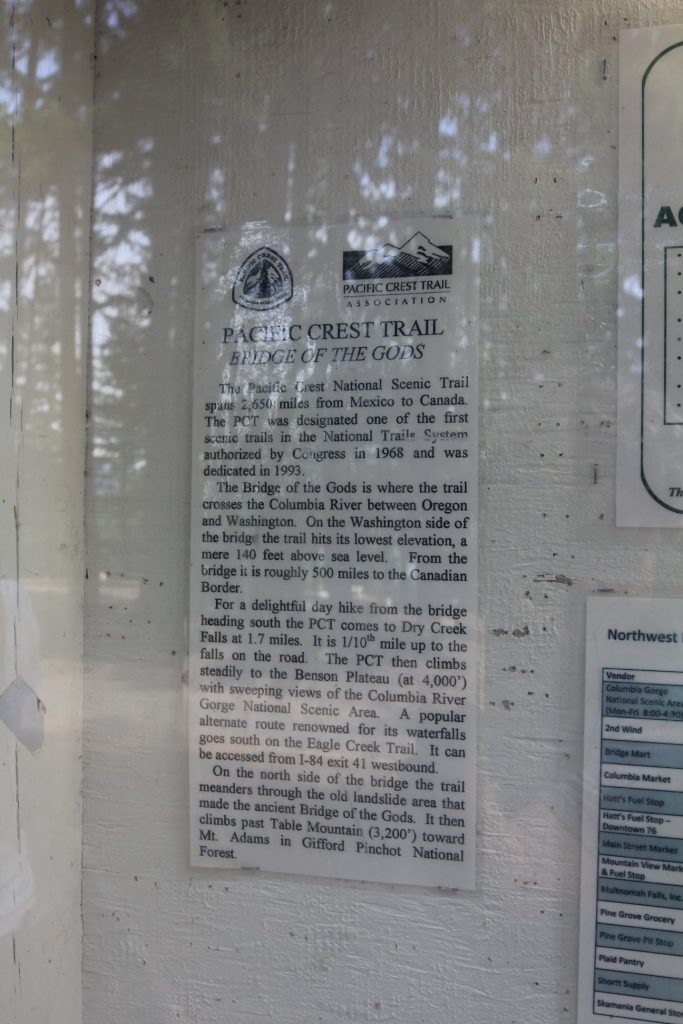 PACIFIC CREST TRAIL
PACIFIC CREST TRAIL
ASSOCIATION
PACIFIC CREST TRAIL
BRIDGE OF THE GODS
The Pacific Crest National Scenic Trail
spans 2,650 miles from Mexico to Canada.
The PCT was designated one of the first
scenic trails in the National Trails System
authorized by Congress in 1968 and was
dedicated in 1993.
The Bridge of the Gods is where the trail
crosses the Columbia River between Oregon
and Washington. On the Washington side of
the bridge the trail hits its lowest elevation, a
mere 140 feet above sea level. From the
bridge it is roughly 500 miles to the Canadian
Border.
For a delightful day hike from the bridge
heading south the PCT comes to Dry Creek
Falls at 1.7 miles. It is 1/10th mile up to the
falls on the road. The PCT then climbs
steadily to the Benson Plateau (at 4,000')
with sweeping views of the Columbia River
Gorge National Scenic Area. A popular
alternate route renowned for its waterfalls
goes south on the Eagle Creek Trail. It can
be accessed from I-84 exit 41 westbound.
On the north side of the bridge the trail
meanders through the old landslide area that
made the ancient Bridge of the Gods. It then
climbs past Table Mountain (3,200') toward
Mt. Adams in Gifford Pinchot National
Forest.
Th
Northwest
Vendor
Columbia Gorge
National Scenic Area
(Mon-Fri 8:00-4:30
2nd Wind
Bridge Mart
Columbia Market
Hatt's Fuel Stop
Hatt's Fuel Stop –
Downtown 76
Main Street Market
Mountain View Mark
& Fuel Stop
Multnomah Falls, Inc.
Pine Grove Grocery
Pine Grove Pit Stop
Plaid Pantry
Shortt Supply
Skamania General Sto